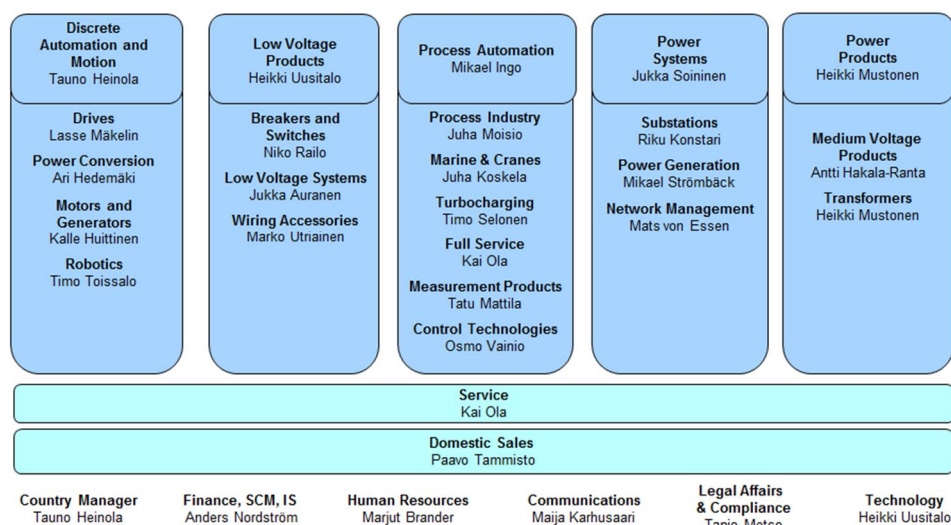 Discrete
Automation and
Motion
Tauno Heinola
Drives
Lasse Mäkelin
Power Conversion
Ari Hedemäki
Motors and
Generators
Kalle Huittinen
Robotics
Timo Toissalo
Low Voltage
Products
Heikki Uusitalo
Breakers and
Switches
Niko Railo
Low Voltage Systems
Jukka Auranen
Wiring Accessories
Marko Utriainen
Process Automation
Mikael Ingo
Process Industry
Juha Moisio
Marine & Cranes
Juha Koskela
Turbocharging
Timo Selonen
Full Service
Kai Ola
Measurement Products
Tatu Mattila
Control Technologies
Osmo Vainio
Power
Systems
Jukka Soininen
Substations
Riku Konstari
Power Generation
Mikael Strömbäck
Network Management
Mats von Essen
Power
Products
Heikki Mustonen
Medium Voltage
Products
Antti Hakala-Ranta
Transformers
Heikki Mustonen
Service
Kai Ola
Domestic Sales
Paavo Tammisto
Country Manager
Tauno Heinola
Finance, SCM, IS
Anders Nordström
Human Resources
Marjut Brander
Communications
Maija Karhusaari
Legal Affairs
& Compliance
Tapio Metso
Technology
Heikki Uusitalo